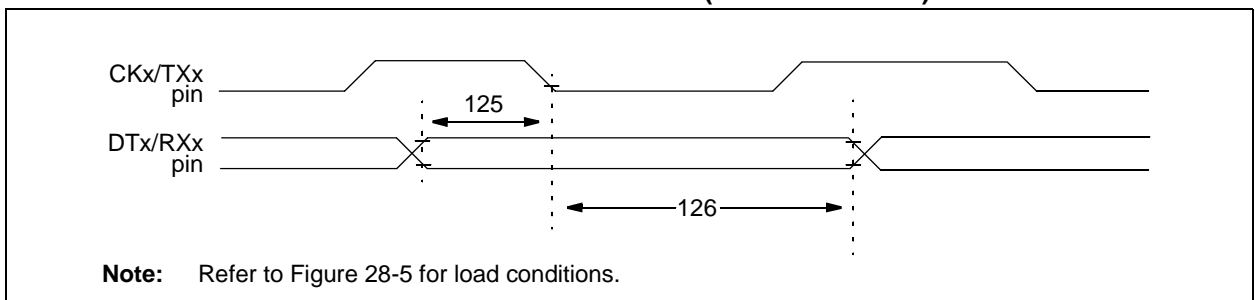 CKx/TXx
pin
125
DTx/RXx
pin
126
Note: Refer to Figure 28-5 for load conditions.